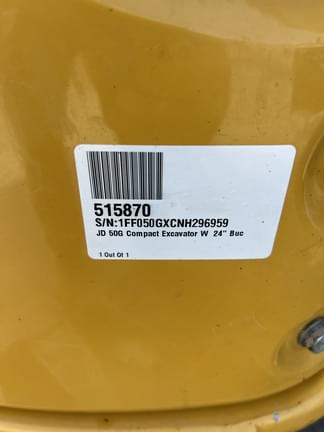 515870
S/N:1FF050GXCNH296959
JD 50G Compact Excavator W 24" Buc
1 Out Of 1